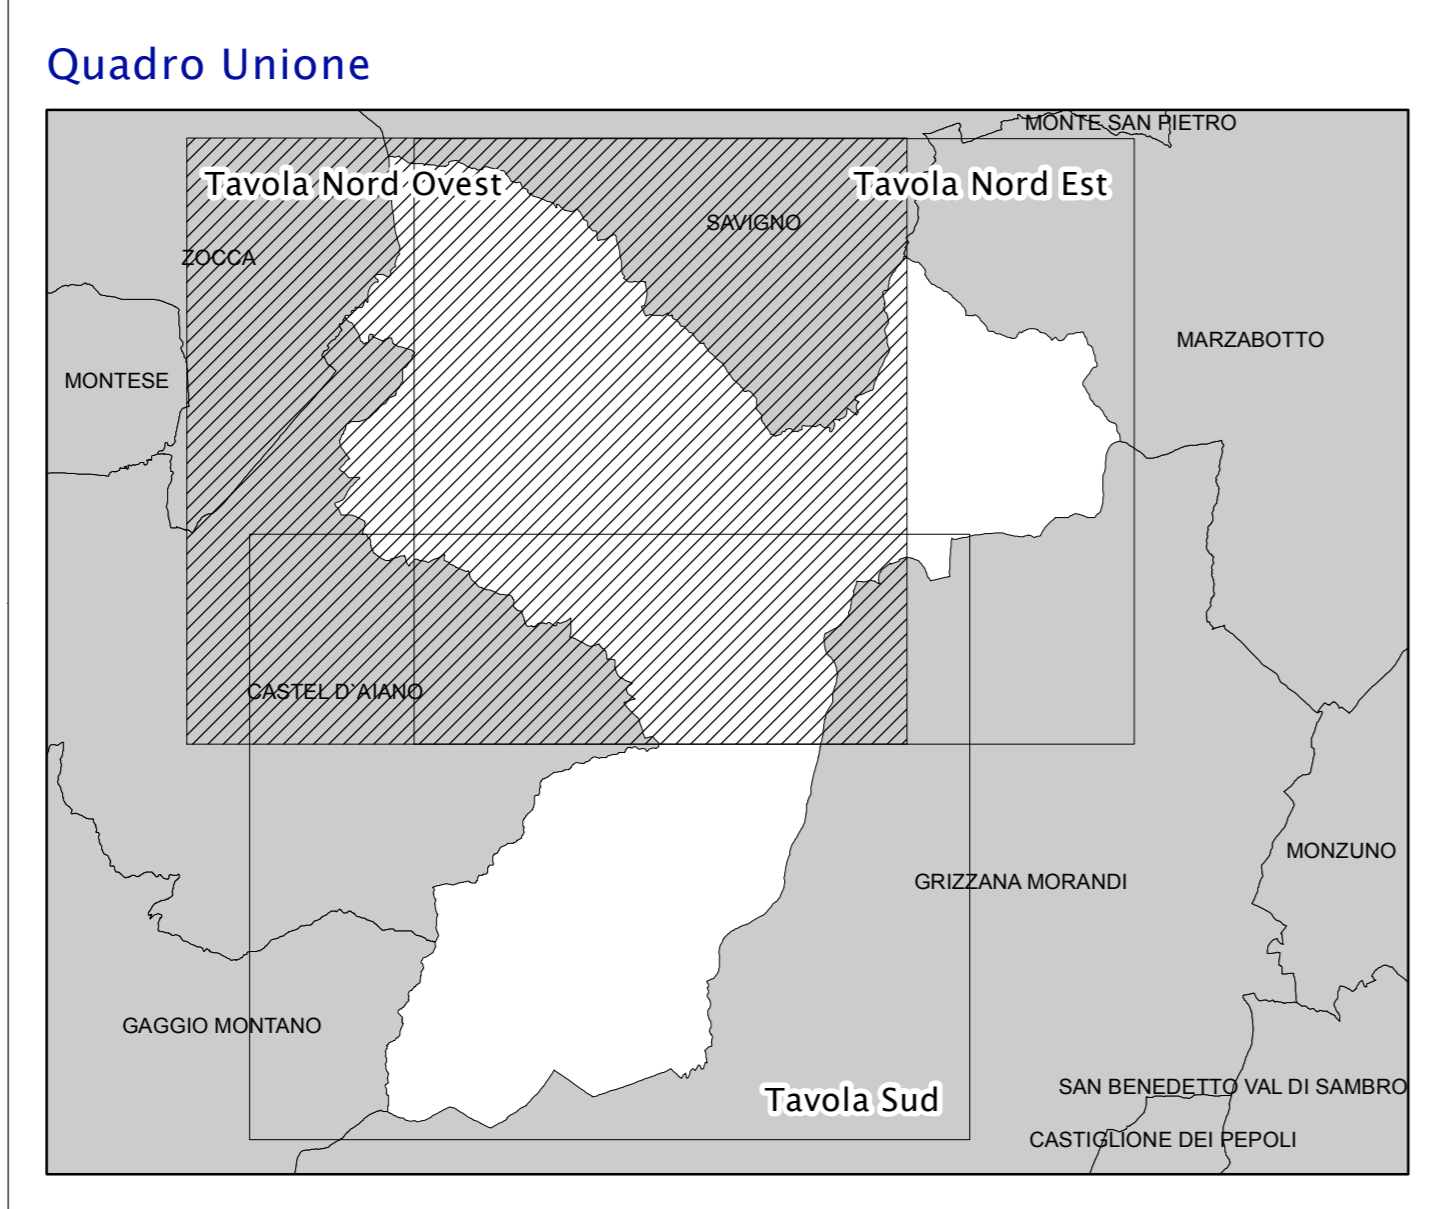 Quadro Unione
MONTE SAN PIETRO
Tavola Nord Ovest
Tavola Nord Est
SAVIGNO
ZOCCA
MARZABOTTO
MONTESE
CASTEL D`AIANO
MONZUNO
GRIZZANA MORANDI
GAGGIO MONTANO
SAN BENEDETTO VAL DI SAMBRO
Tavola Sud
CASTIGLIONE DEI PEPOLI